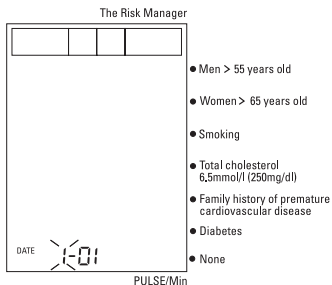 The Risk Manager
● Men > 55 years old
● Women > 65 years old
● Smoking
● Total cholesterol
6.5mmol/l (250mg/dl)
● Family history of premature
cardiovascular disease
● Diabetes
DATE 1-01
● None
PULSE/Min